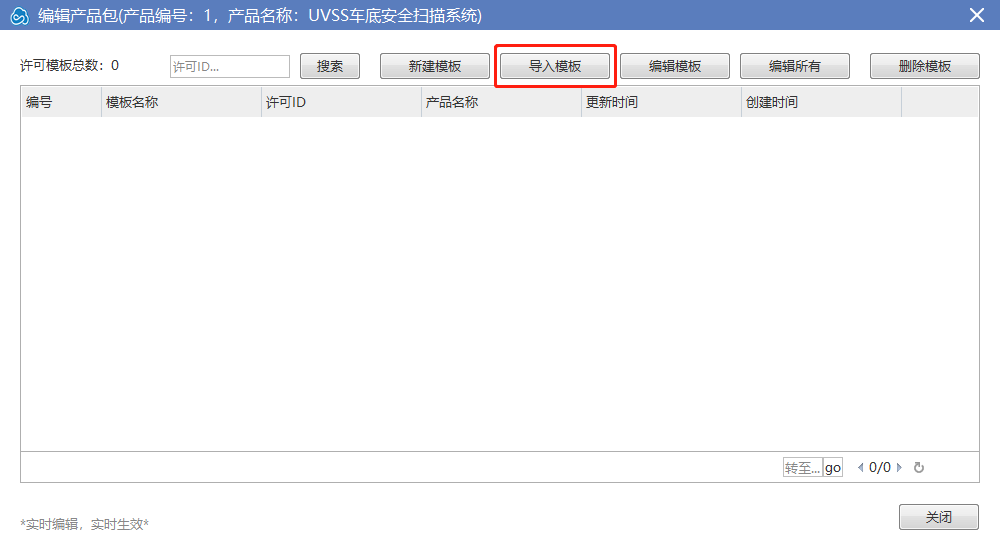 编辑产品包(产品编号：1，产品名称：UVSS车底安全扫描系统)
许可模板总数：0 许可ID... 搜索 新建模板 导入模板 编辑模板 编辑所有 删除模板
编号 模板名称 许可ID 产品名称 更新时间 创建时间
转至... go 0/0
*实时编辑，实时生效*
关闭